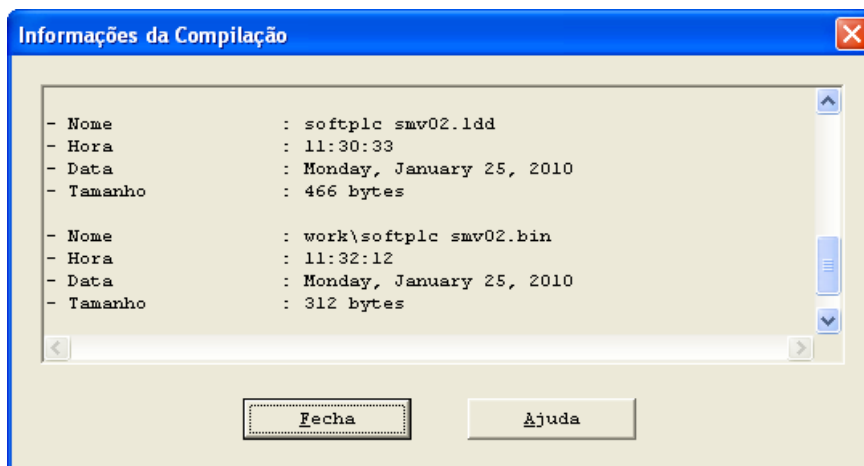 Informações da Compilação
- Nome : softplc smv02.ldd
- Hora : 11:30:33
- Data : Monday, January 25, 2010
- Tamanho : 466 bytes
- Nome : work\softplc smv02.bin
- Hora : 11:32:12
- Data : Monday, January 25, 2010
- Tamanho : 312 bytes
Fecha
Ajuda